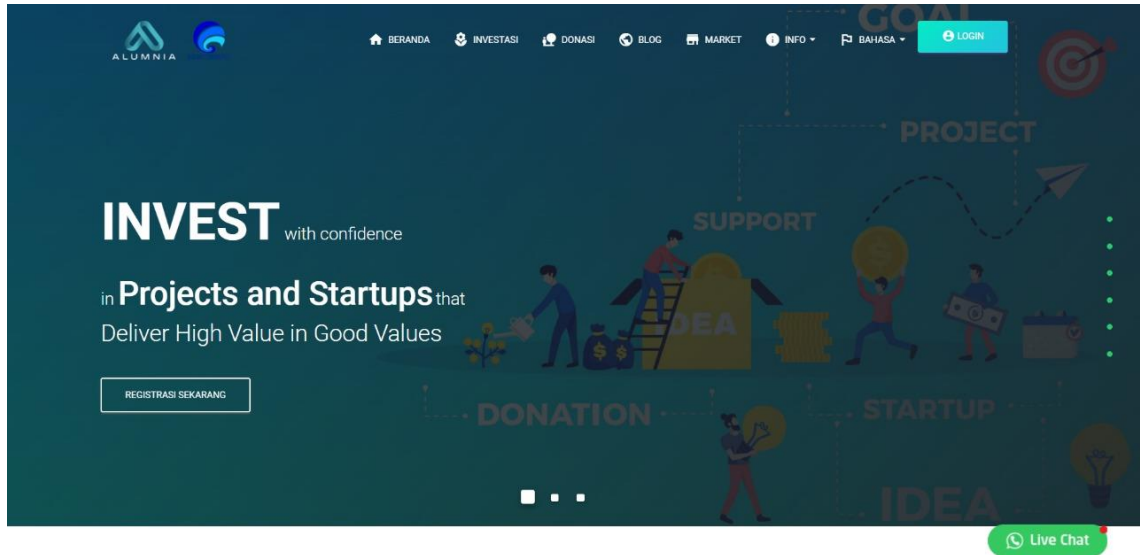 ALUMNIA
BERANDA
INVESTASI
DONASI
BLOG
MARKET
INFO
BAHASA
LOGIN
GOAL
PROJECT
SUPPORT
INVEST with confidence
in Projects and Startups that
Deliver High Value in Good Values
IDEA
REGISTRASI SEKARANG
DONATION
STARTUP
IDEA
Live Chat